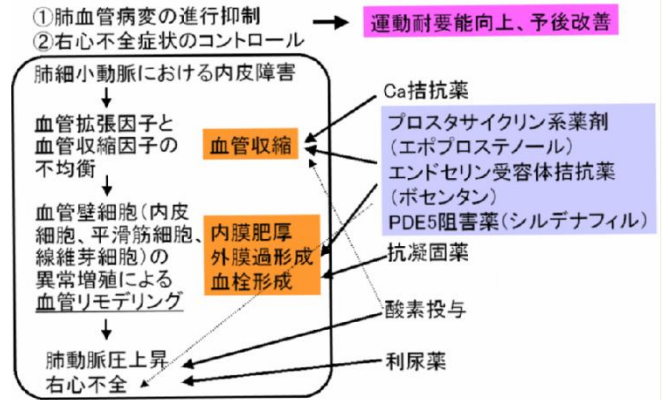 ①肺血管病変の進行抑制
②右心不全症状のコントロール
運動耐要能向上、予後改善
肺細小動脈における内皮障害
血管拡張因子と
血管収縮因子の
不均衡
血管収縮
血管壁細胞(内皮
細胞、平滑筋細胞、
線維芽細胞)の
異常増殖による
血管リモデリング
内膜肥厚
外膜過形成
血栓形成
肺動脈圧上昇
右心不全
Ca拮抗薬
プロスタサイクリン系薬剤
(エポプロステノール)
エンドセリン受容体拮抗薬
(ボセンタン)
PDE5阻害薬(シルデナフィル)
抗凝固薬
酸素投与
利尿薬